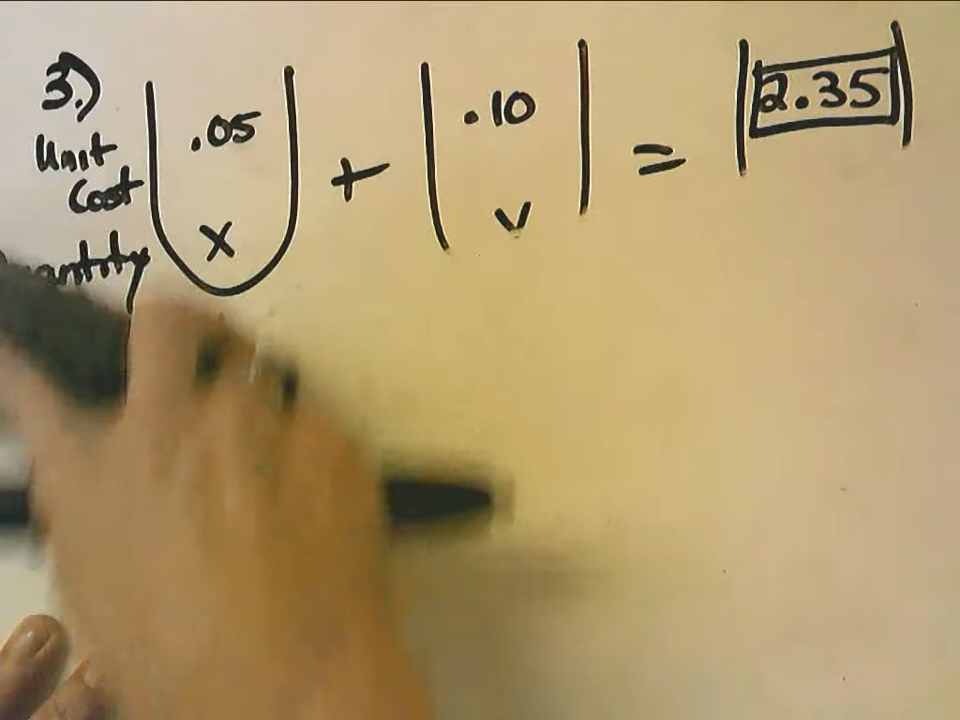 3.)
.05 + .10 = 2.35
Unit
Cost
x v